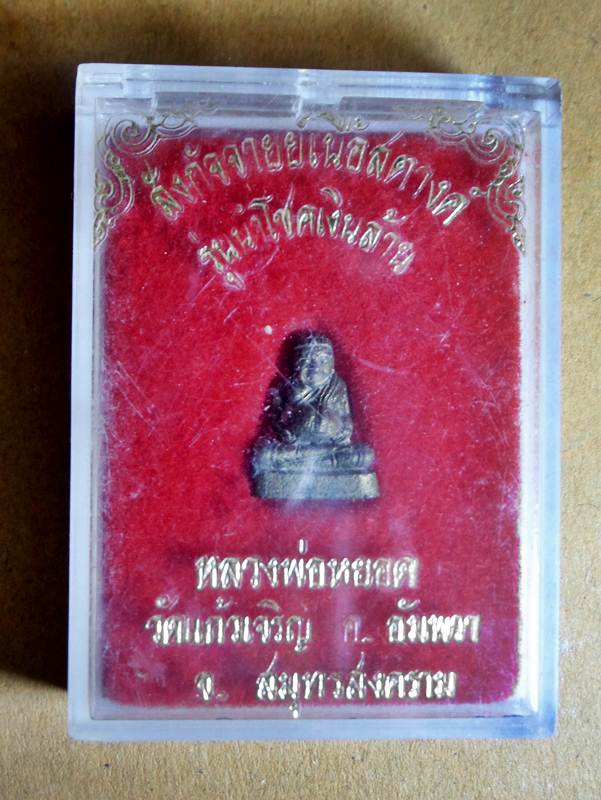 สังกัจจายยเนื้อสตางค์
รุ่นนำโชคเงินล้าน
หลวงพ่อหยอด
วัดแก้วเจริญ ต. อัมพวา
จ. สมุทรสงคราม